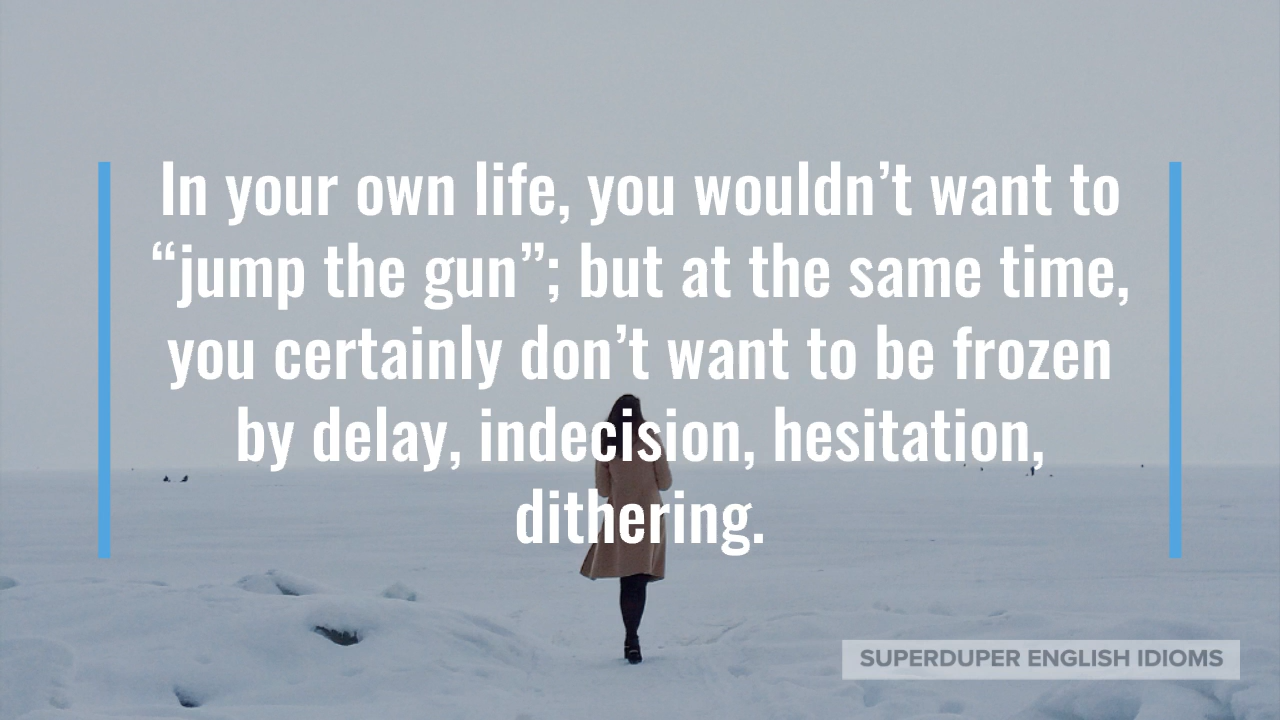 In your own life, you wouldn’t want to
“jump the gun”; but at the same time,
you certainly don’t want to be frozen
by delay, indecision, hesitation,
dithering.
SUPERDUPER ENGLISH IDIOMS